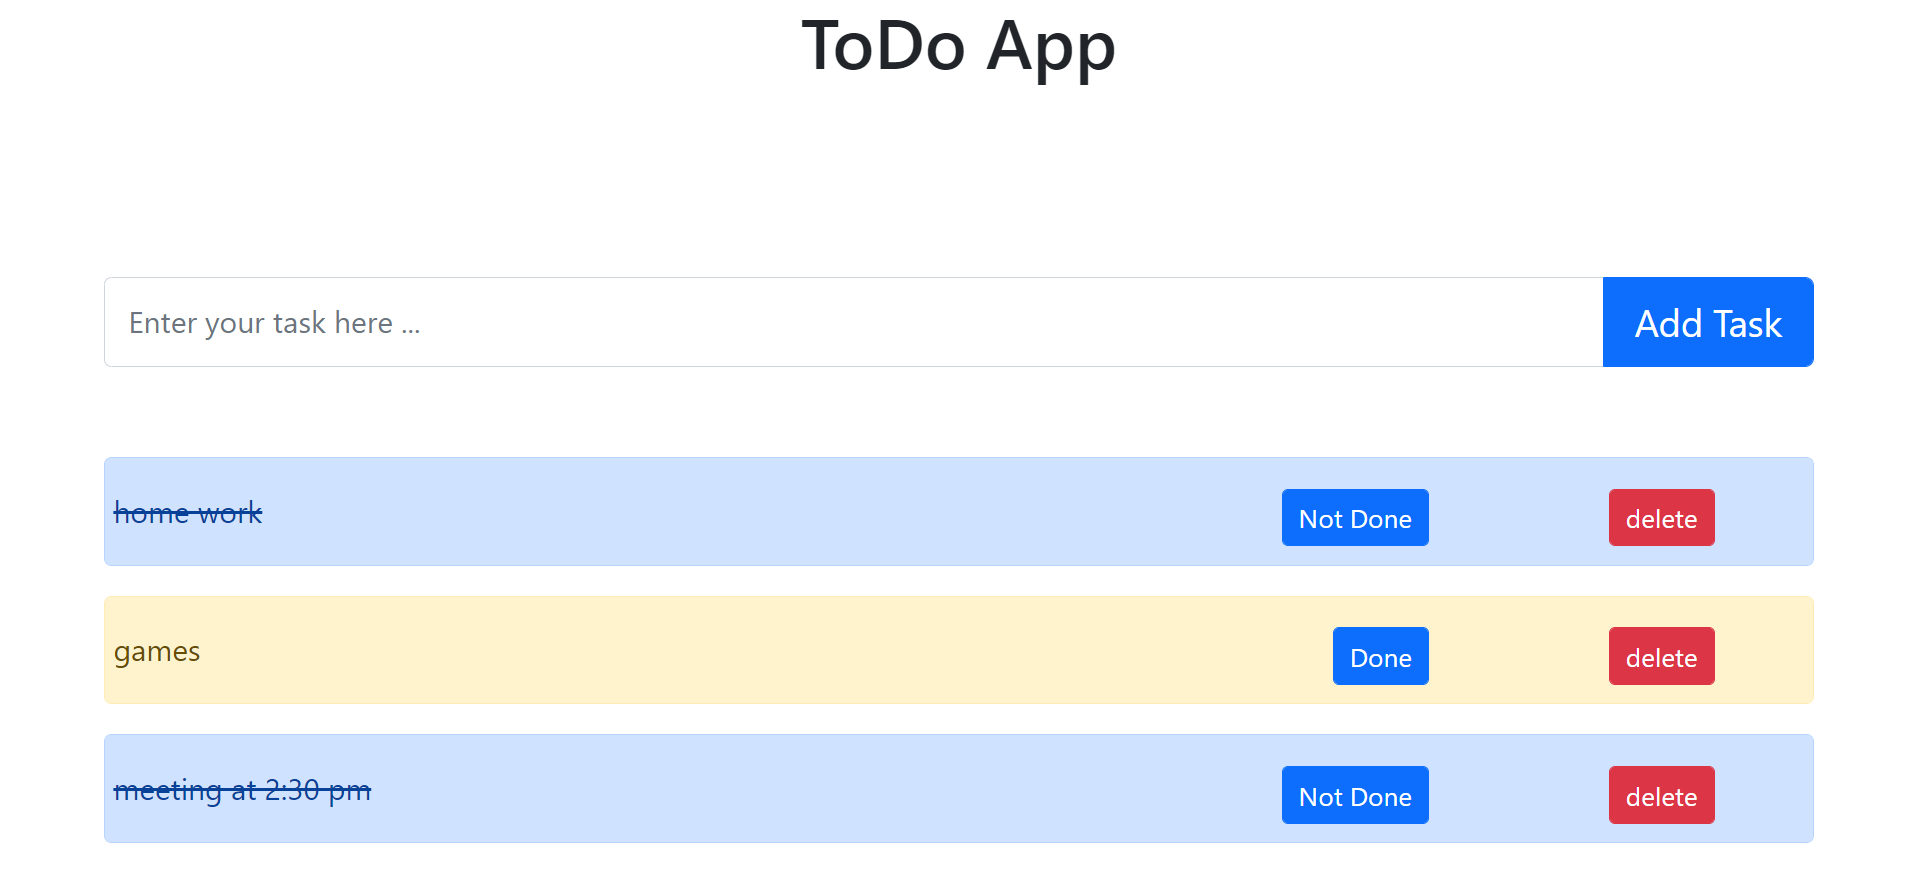 ToDo App
Enter your task here ...
Add Task
home work
Not Done
delete
games
Done
delete
meeting at 2:30 pm
Not Done
delete